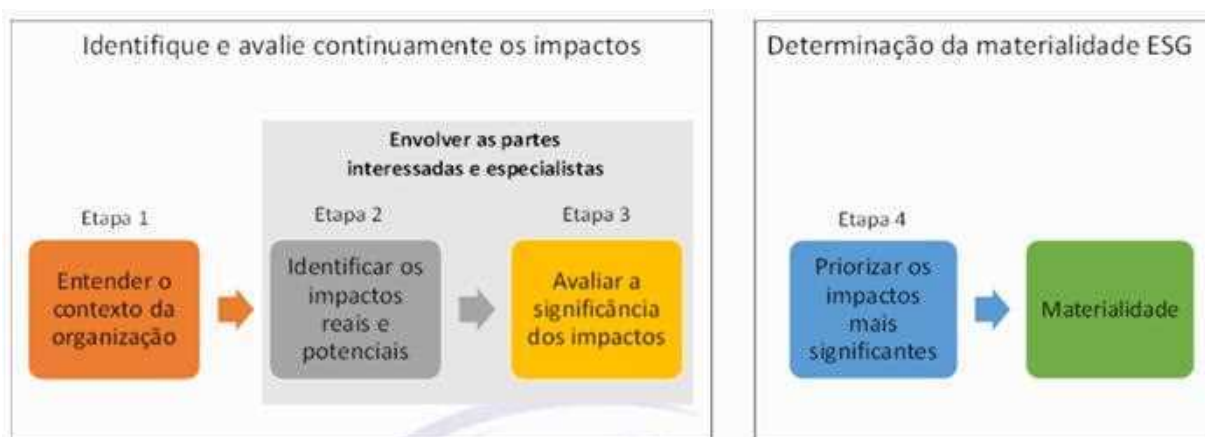 Identifique e avalie continuamente os impactos
Envolver as partes
interessadas e especialistas
Etapa 1
Entender o
contexto da
organização
Etapa 2
Identificar os
impactos
reais e
potenciais
Etapa 3
Avaliar a
significância
dos impactos
Determinação da materialidade ESG
Etapa 4
Priorizar os
impactos
mais
significantes
Materialidade